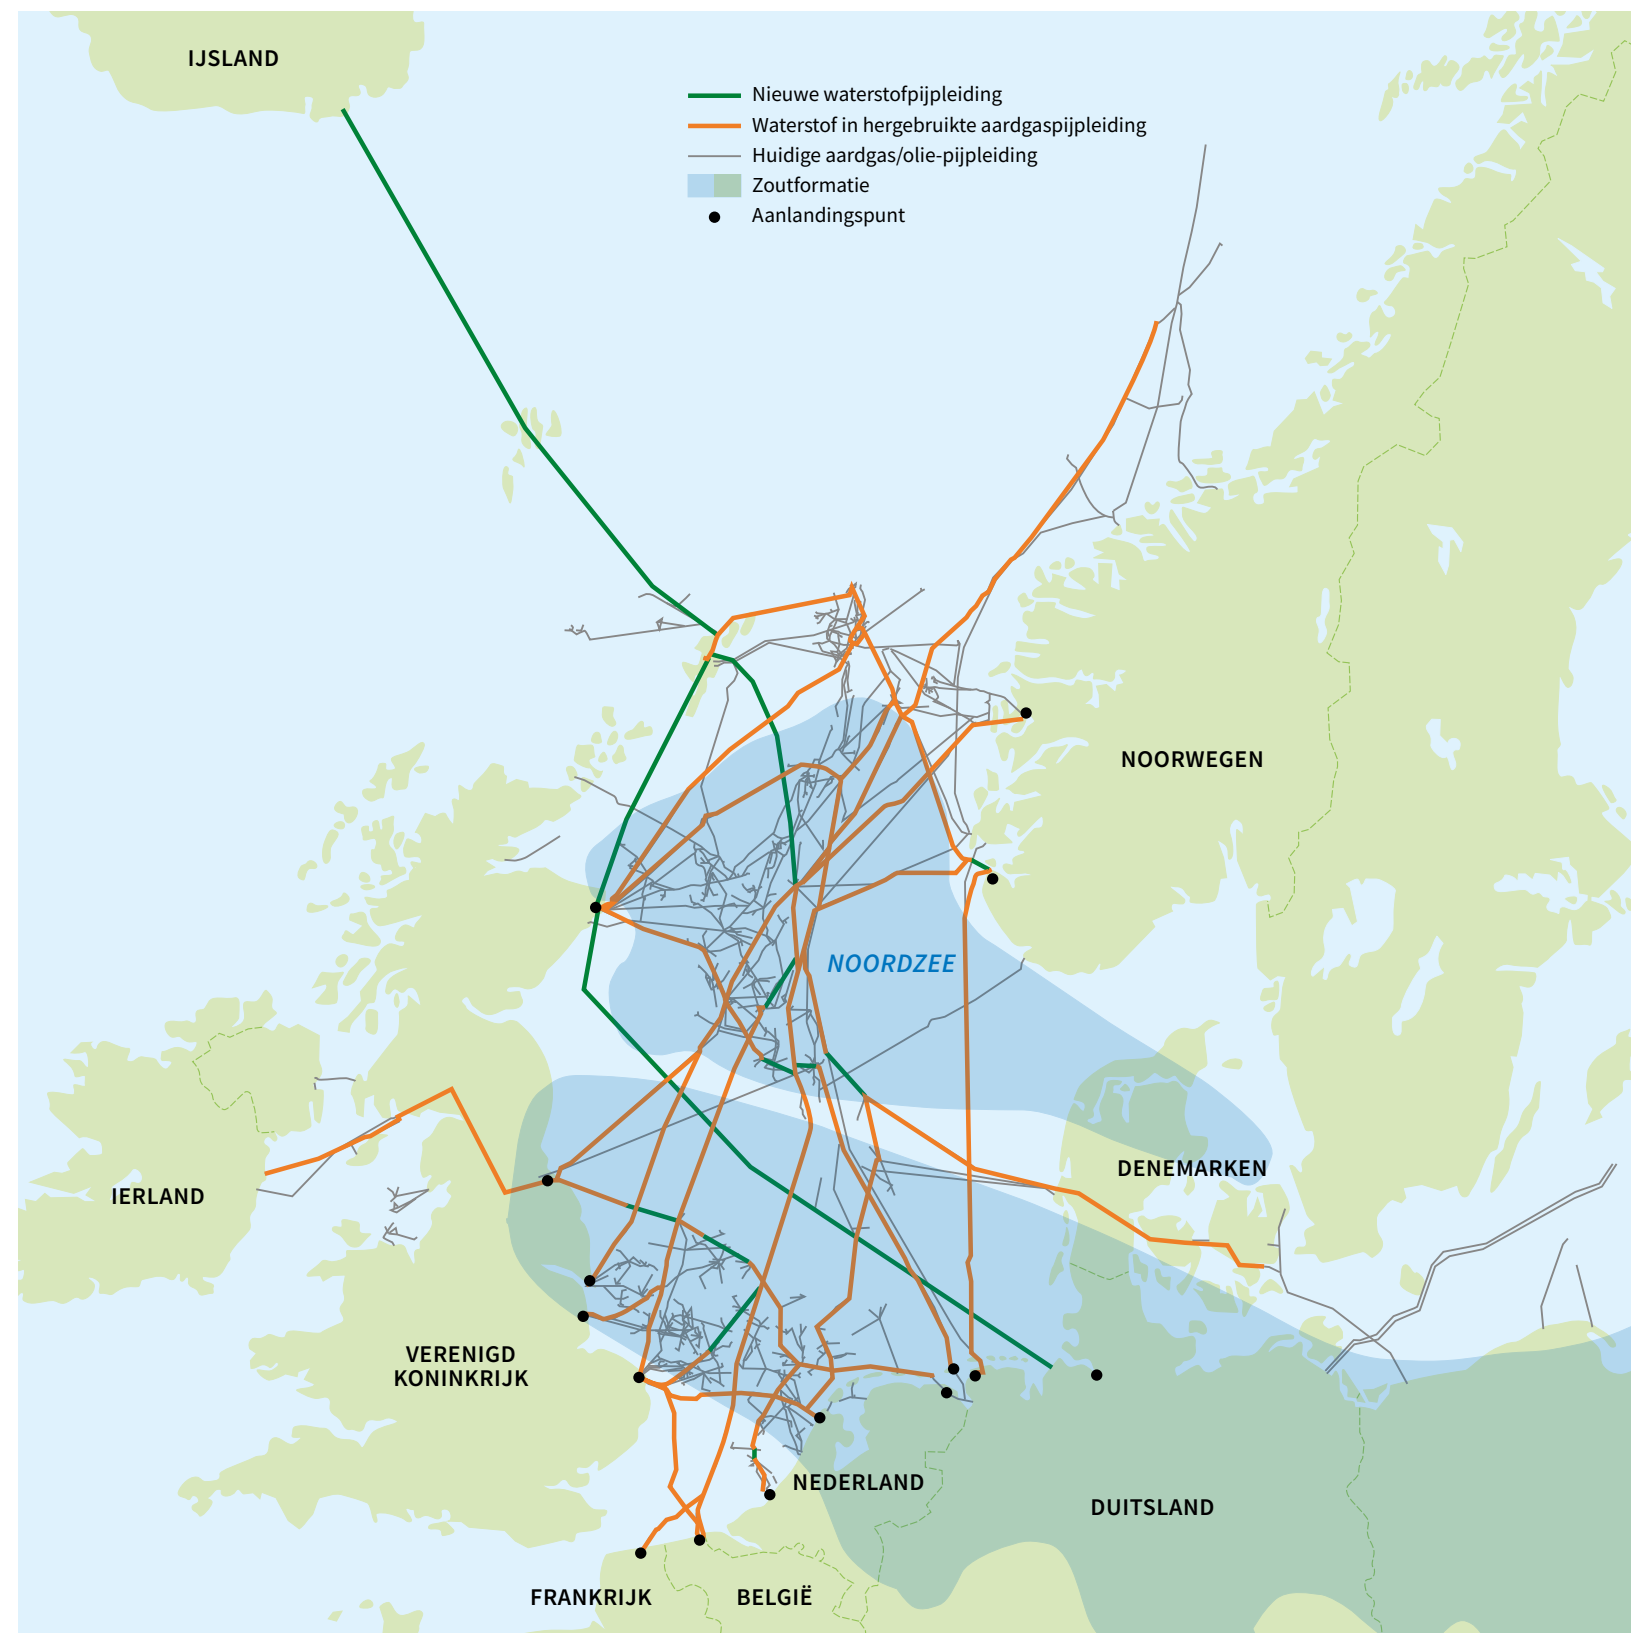 IJSLAND
Nieuwe waterstofpijpleiding
Waterstof in hergebruikte aardgaspijpleiding
Huidige aardgas/olie-pijpleiding
Zoutformatie
Aanlandingspunt
NOORWEGEN
NOORDZEE
DENEMARKEN
IERLAND
VERENIGD
KONINKRIJK
NEDERLAND
DUITSLAND
FRANKRIJK
BELGIË